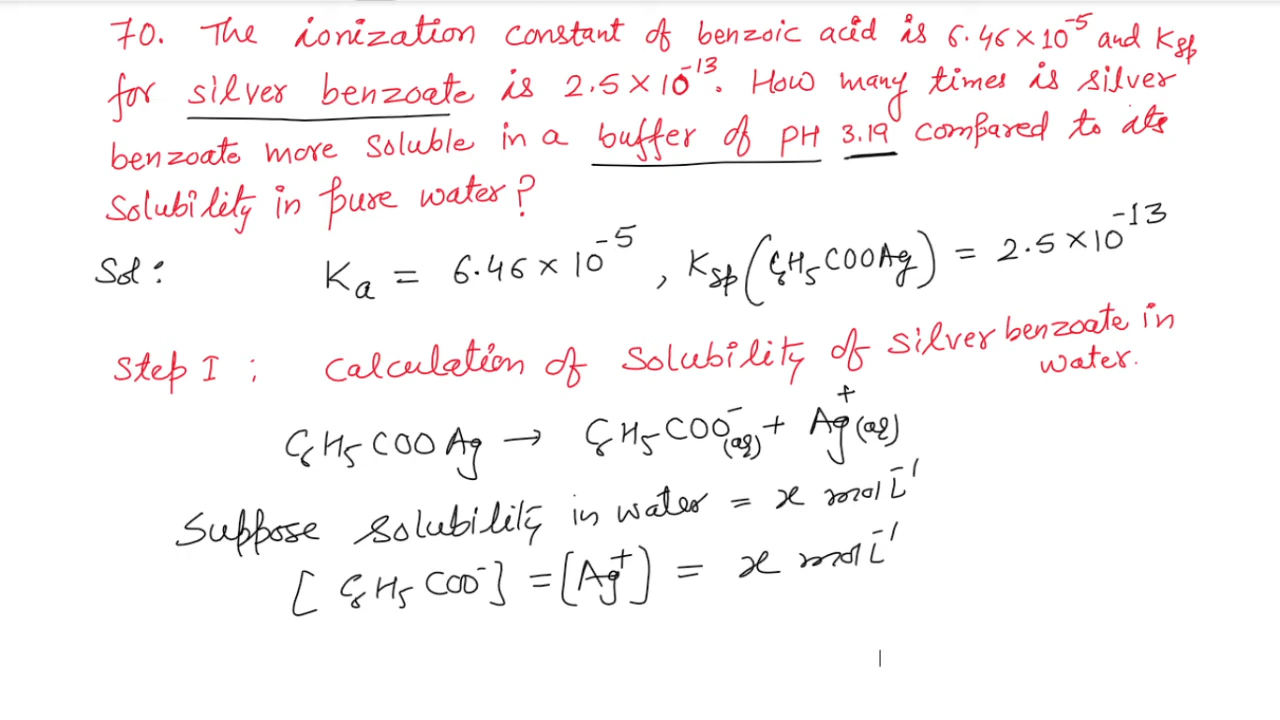 70. The ionization constant of benzoic acid is 6.46×10⁻⁵ and Ksp
for silver benzoate is 2.5×10⁻¹³. How many times is silver
benzoate more soluble in a buffer of pH 3.19 compared to its
solubility in pure water?
Sol: Ka = 6.46×10⁻⁵, Ksp(C₆H₅COOAg) = 2.5×10⁻¹³
Step I : Calculation of solubility of silver benzoate in
water.
C₆H₅COOAg → C₆H₅COO⁻(aq) + Ag⁺(aq)
Suppose solubility in water = x mol L⁻¹
[C₆H₅COO⁻] = [Ag⁺] = x mol L⁻¹